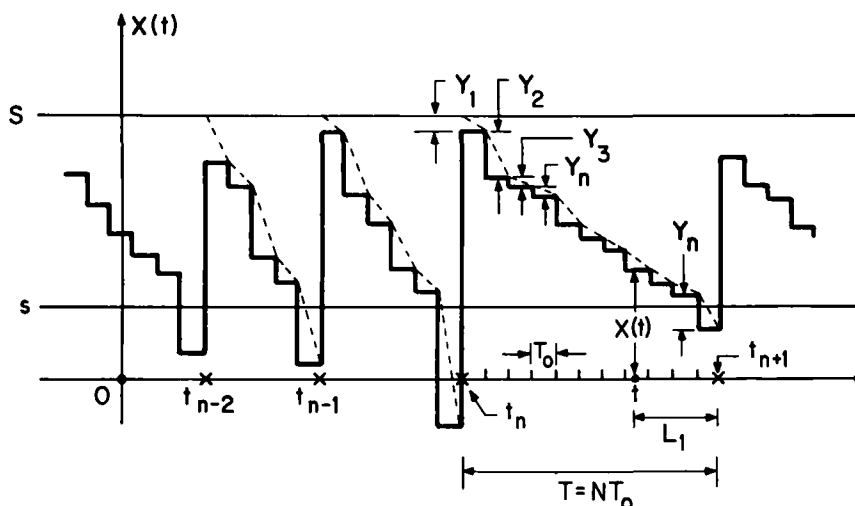 X(t)
S
Y₁
Y₂
Y₃
Yₙ
Yₙ
s
X(t)
T₀
tₙ₊₁
O
tₙ₋₂
tₙ₋₁
tₙ
t
L₁
T = NT₀